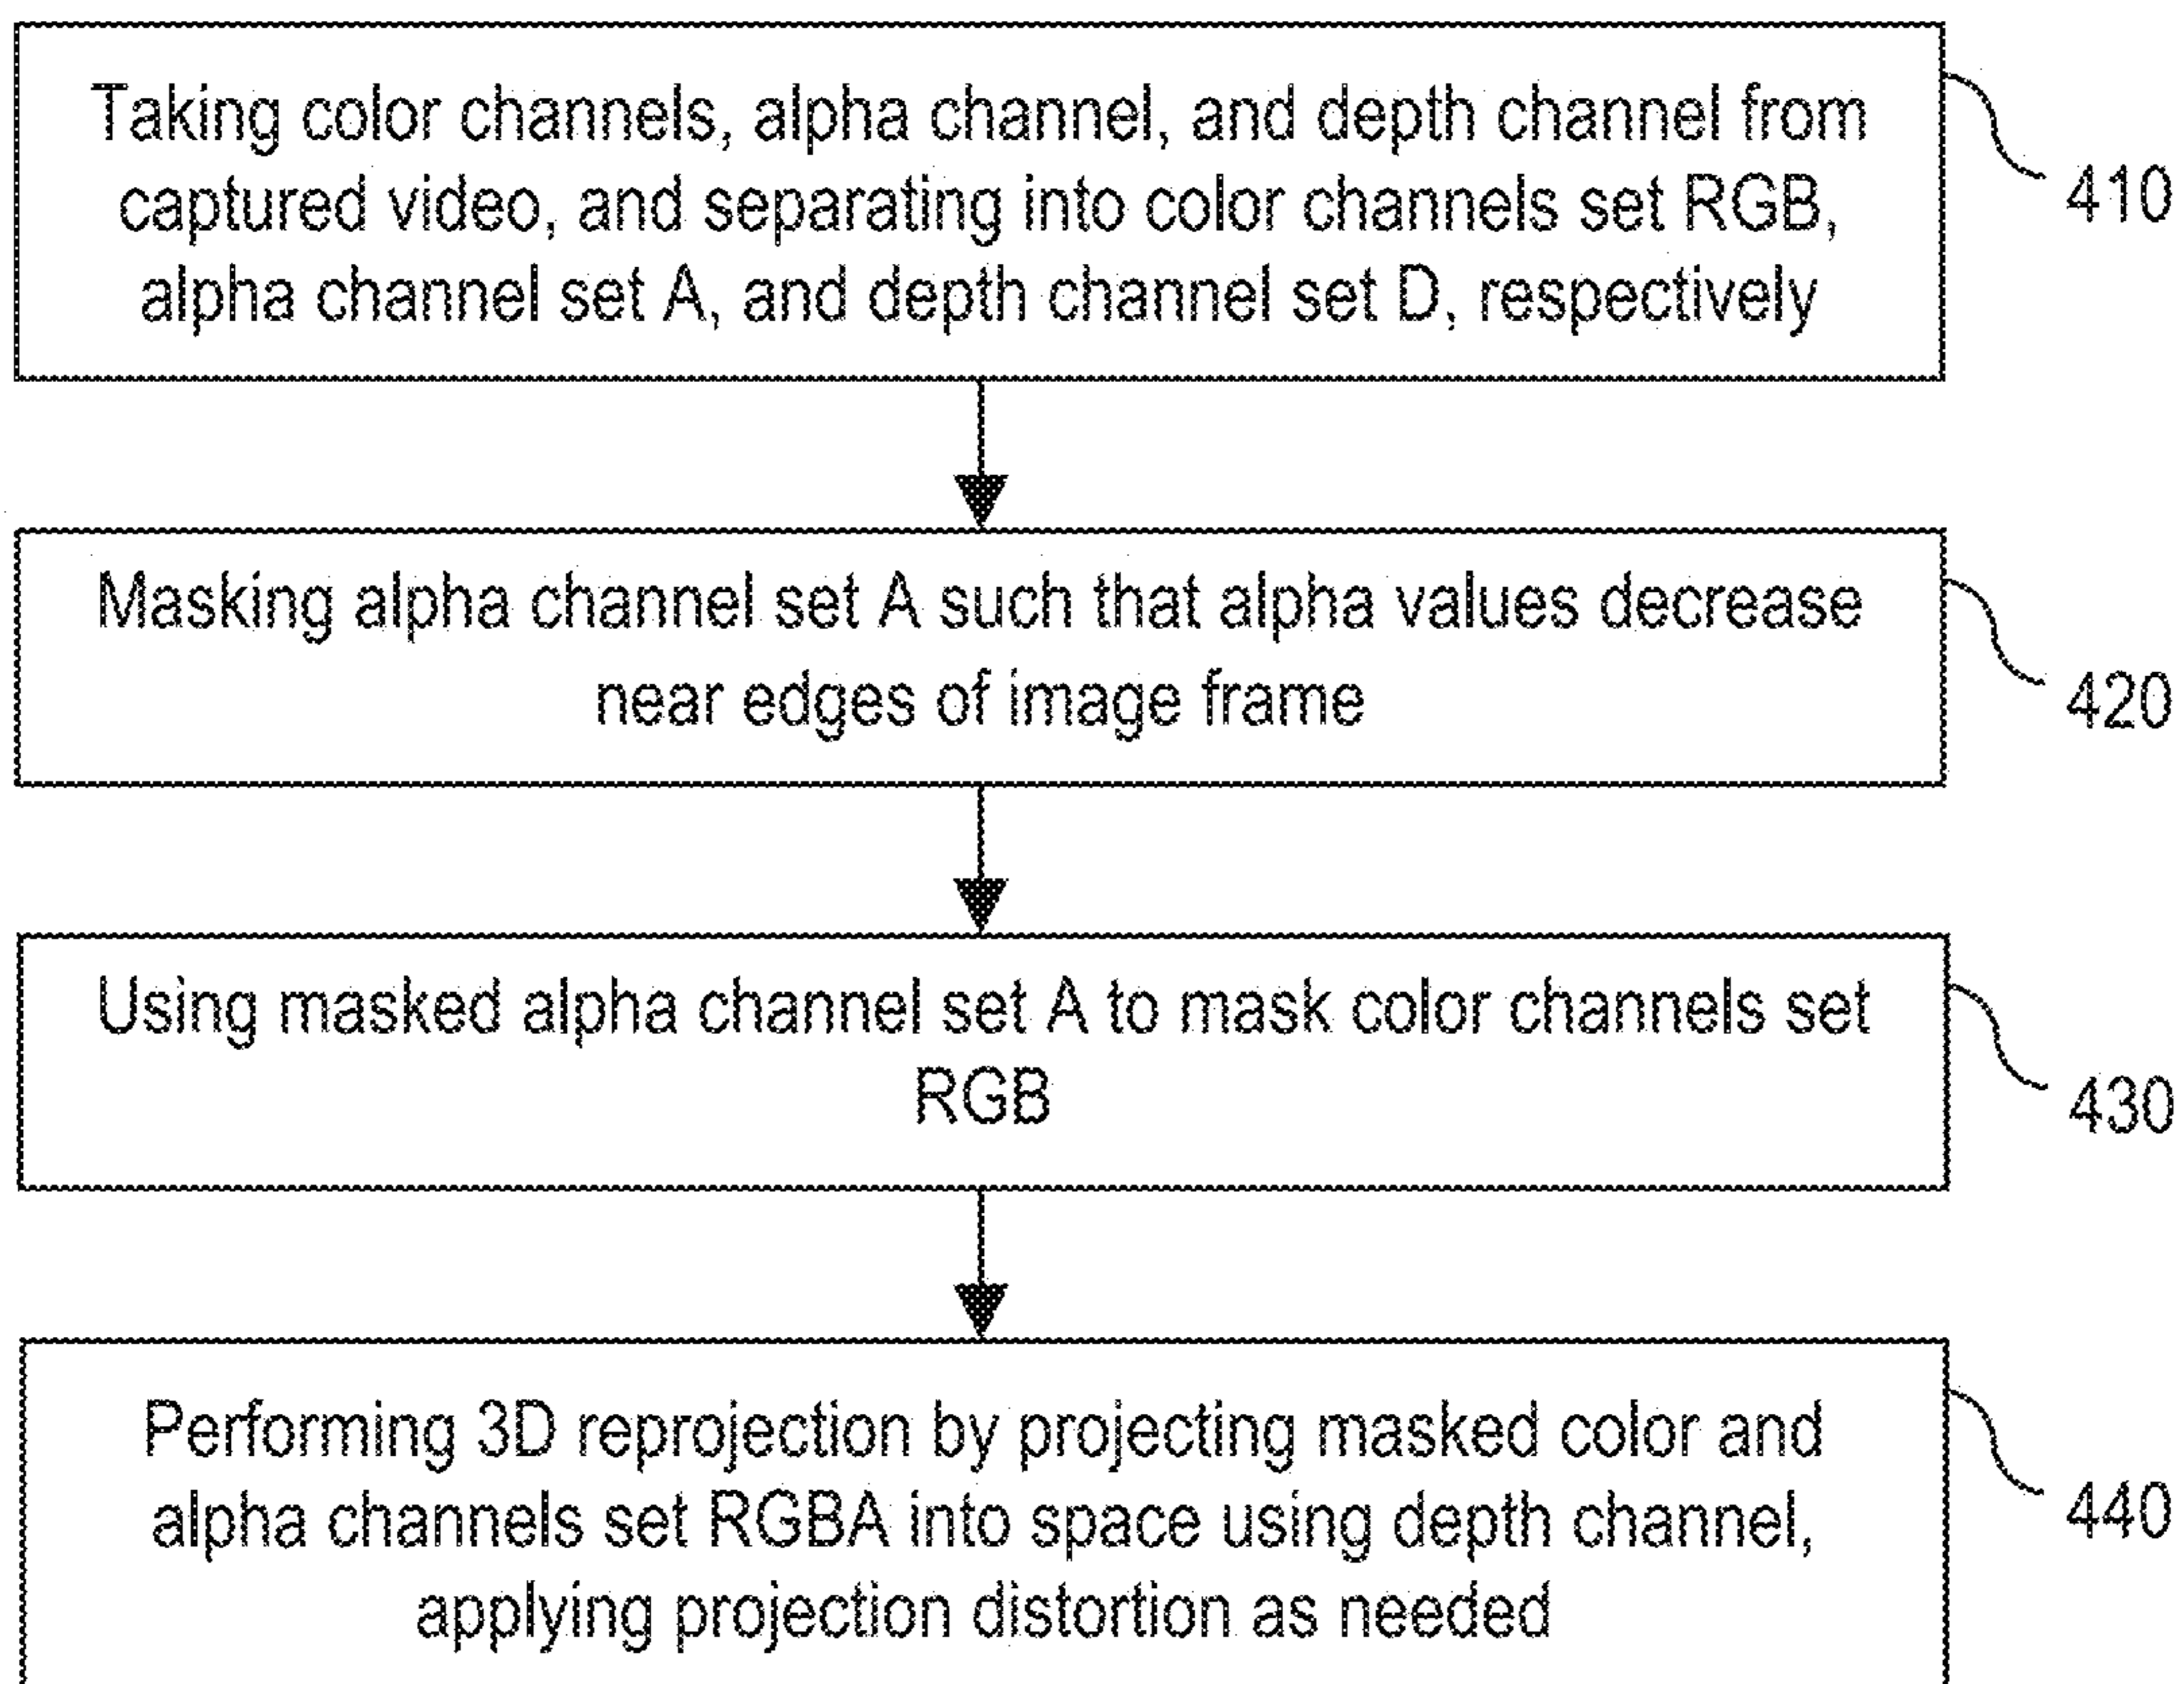 Taking color channels, alpha channel, and depth channel from
captured video, and separating into color channels set RGB,
alpha channel set A, and depth channel set D, respectively
410
Masking alpha channel set A such that alpha values decrease
near edges of image frame
420
Using masked alpha channel set A to mask color channels set
RGB
430
Performing 3D reprojection by projecting masked color and
alpha channels set RGBA into space using depth channel,
applying projection distortion as needed
440